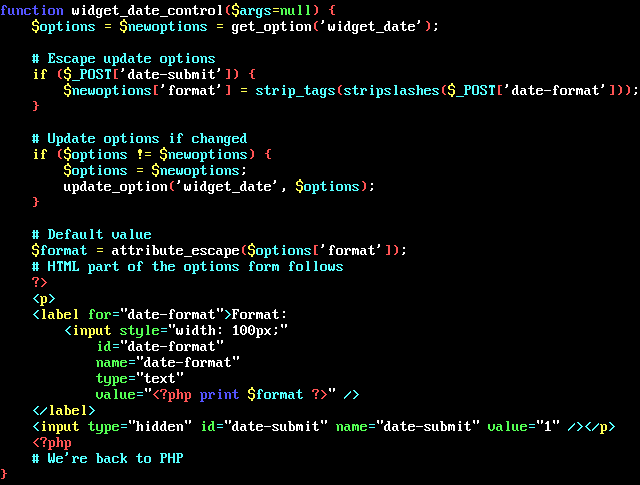 function widget_date_control($args=null) {
    $options = $newoptions = get_option('widget_date');

    # Escape update options
    if ($_POST['date-submit']) {
        $newoptions['format'] = strip_tags(stripslashes($_POST['date-format']));
    }

    # Update options if changed
    if ($options != $newoptions) {
        $options = $newoptions;
        update_option('widget_date', $options);
    }

    # Default value
    $format = attribute_escape($options['format']);
    # HTML part of the options form follows
    ?>
    <p>
    <label for="date-format">Format:
        <input style="width: 100px;"
            id="date-format"
            name="date-format"
            type="text"
            value="<?php print $format ?>" />
    </label>
    <input type="hidden" id="date-submit" name="date-submit" value="1" /></p>
    <?php
    # We're back to PHP
}